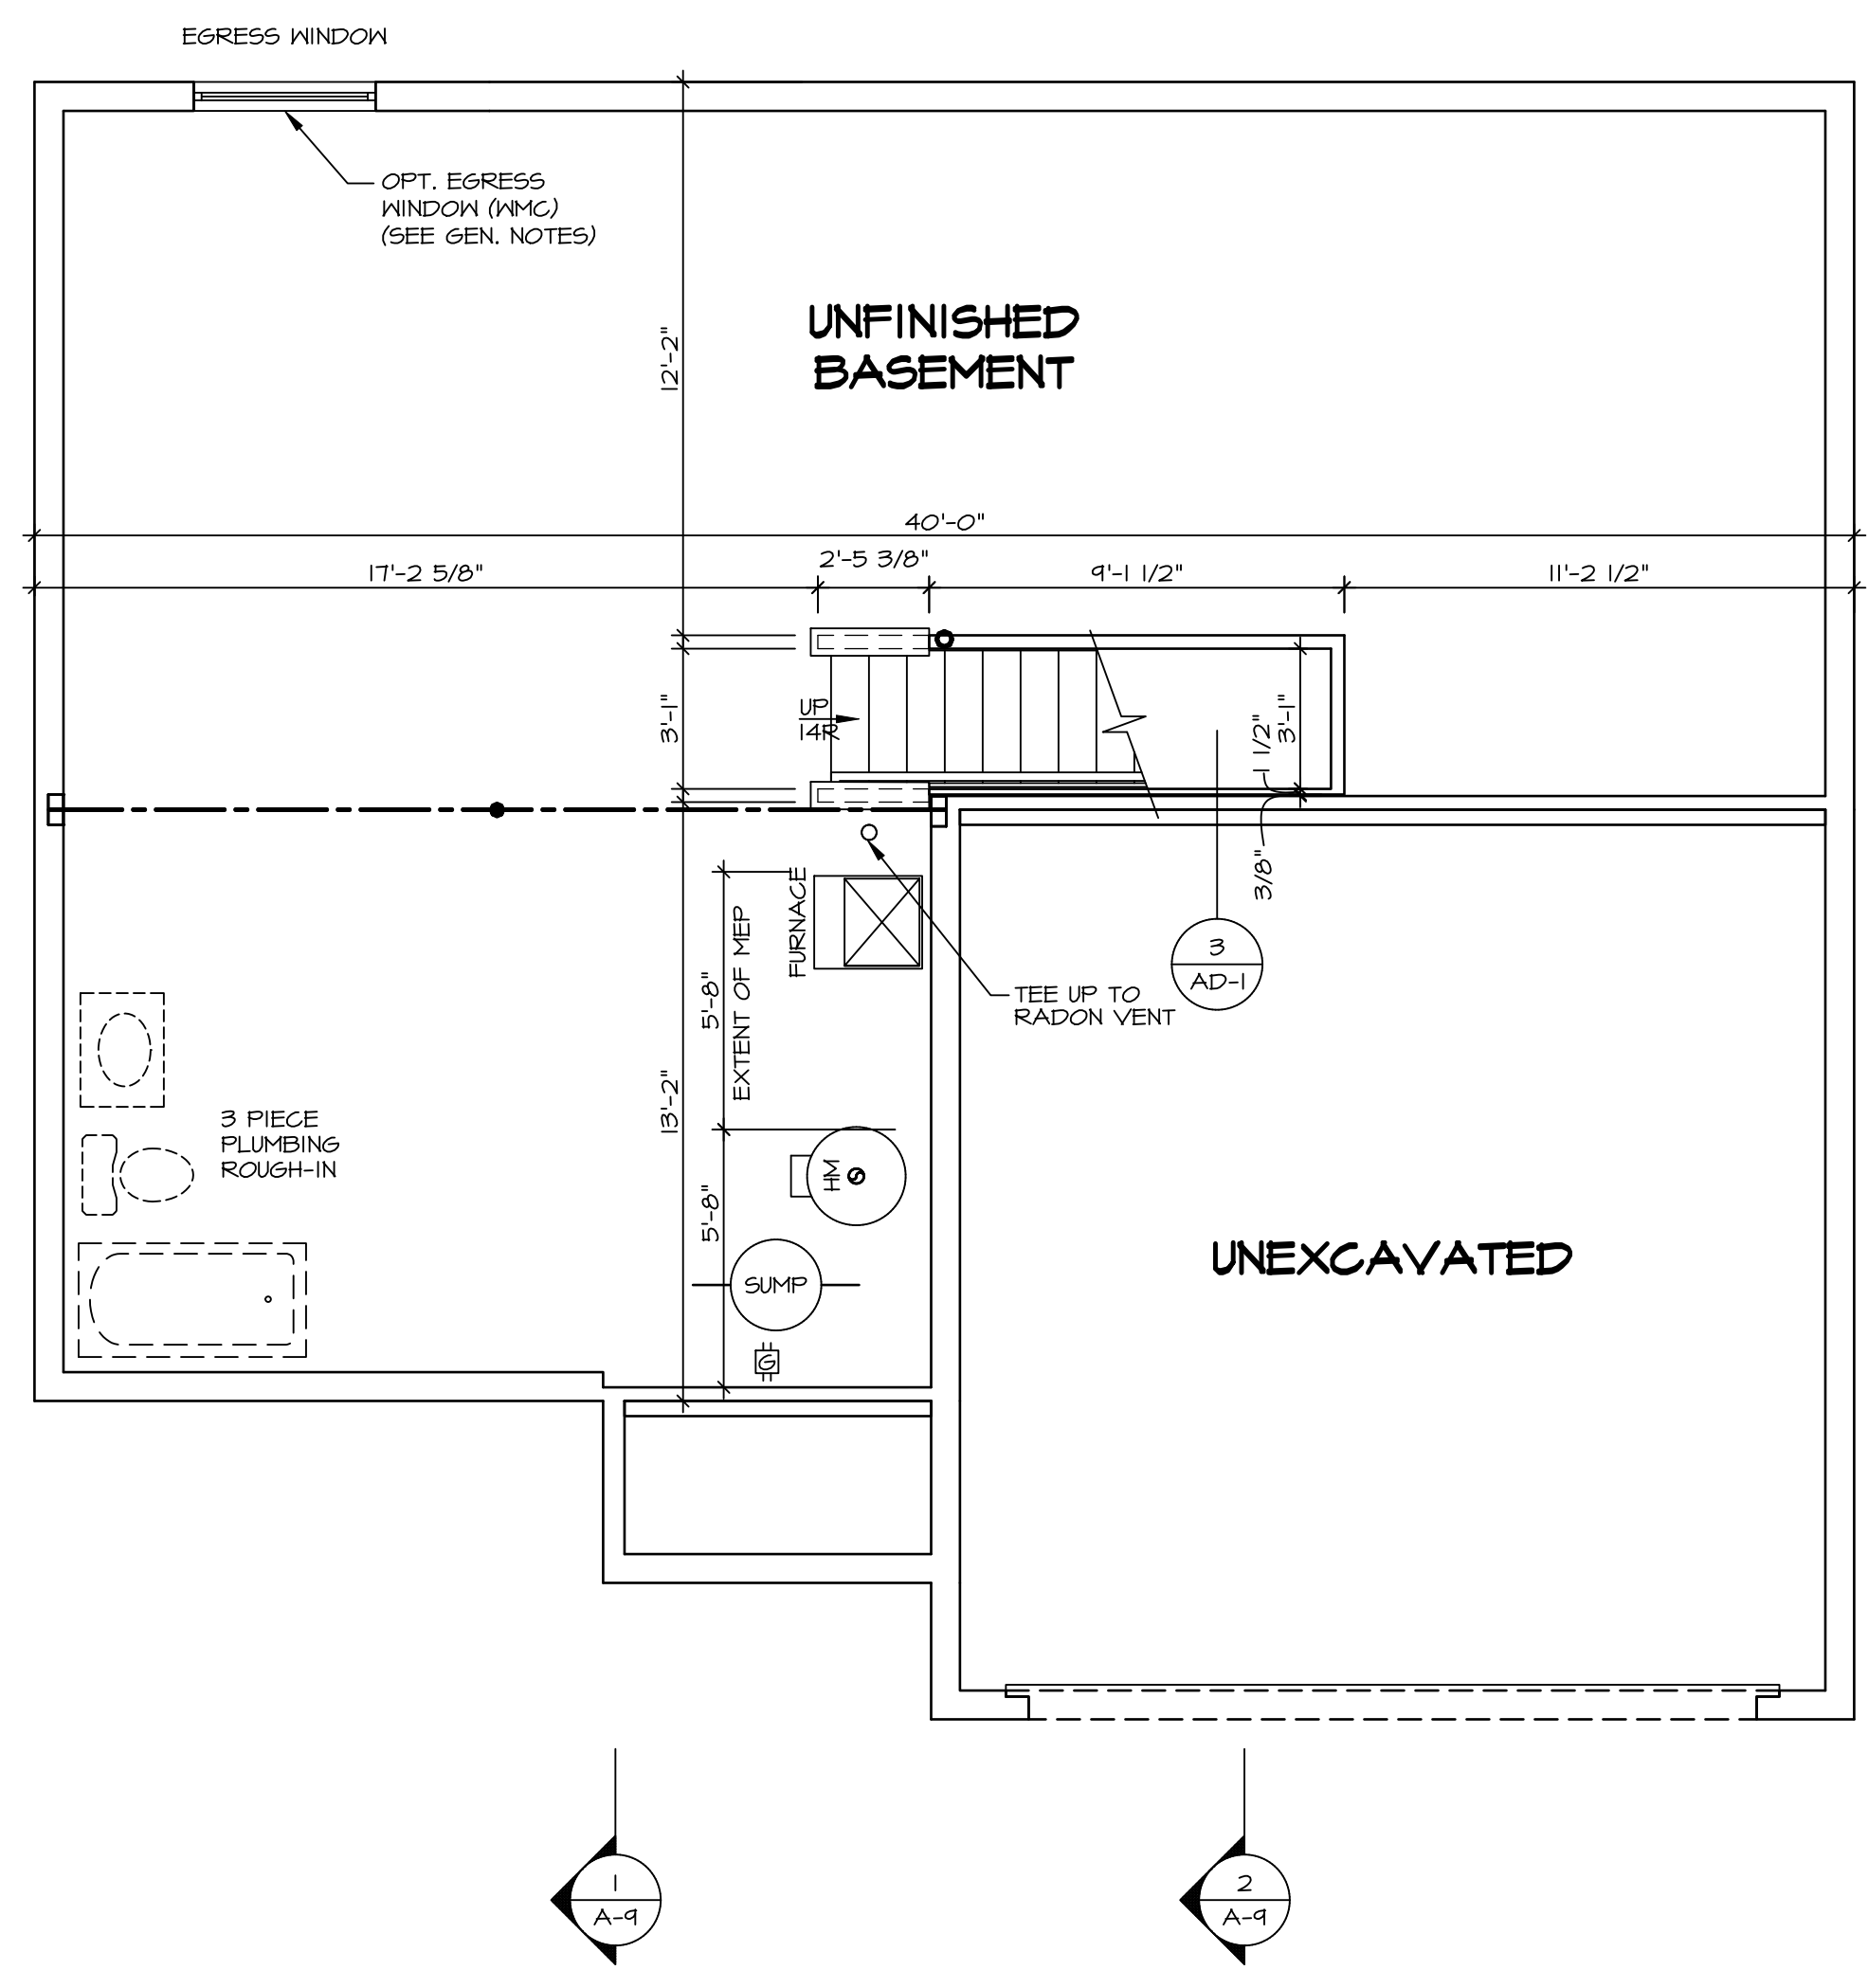 EGRESS WINDOW
OPT. EGRESS
WINDOW (WMC)
(SEE GEN. NOTES)
UNFINISHED
BASEMENT
12'-2"
40'-0"
17'-2 5/8"
2'-5 3/8"
9'-1 1/2"
11'-2 1/2"
3'-1"
UP
14R
1 1/2"
3'-1"
3/8"
FURNACE
EXTENT OF MEP
5'-8"
3
AD-1
TEE UP TO
RADON VENT
13'-2"
3 PIECE
PLUMBING
ROUGH-IN
HW
S
5'-8"
SUMP
G
UNEXCAVATED
1
A-9
2
A-9